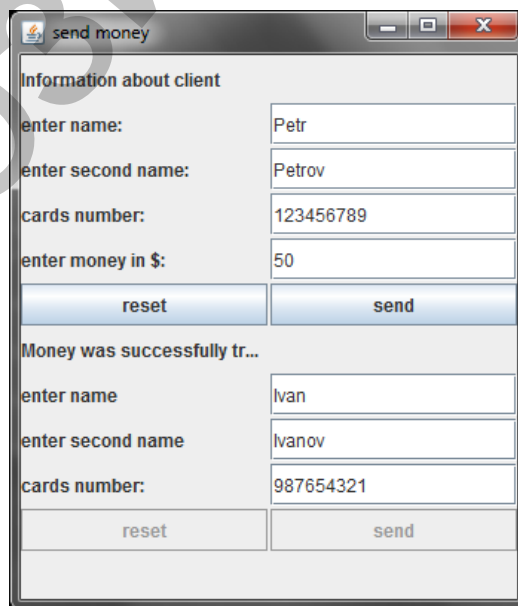 send money
Information about client
enter name: Petr
enter second name: Petrov
cards number: 123456789
enter money in $: 50
reset send
Money was successfully tr...
enter name Ivan
enter second name Ivanov
cards number: 987654321
reset send